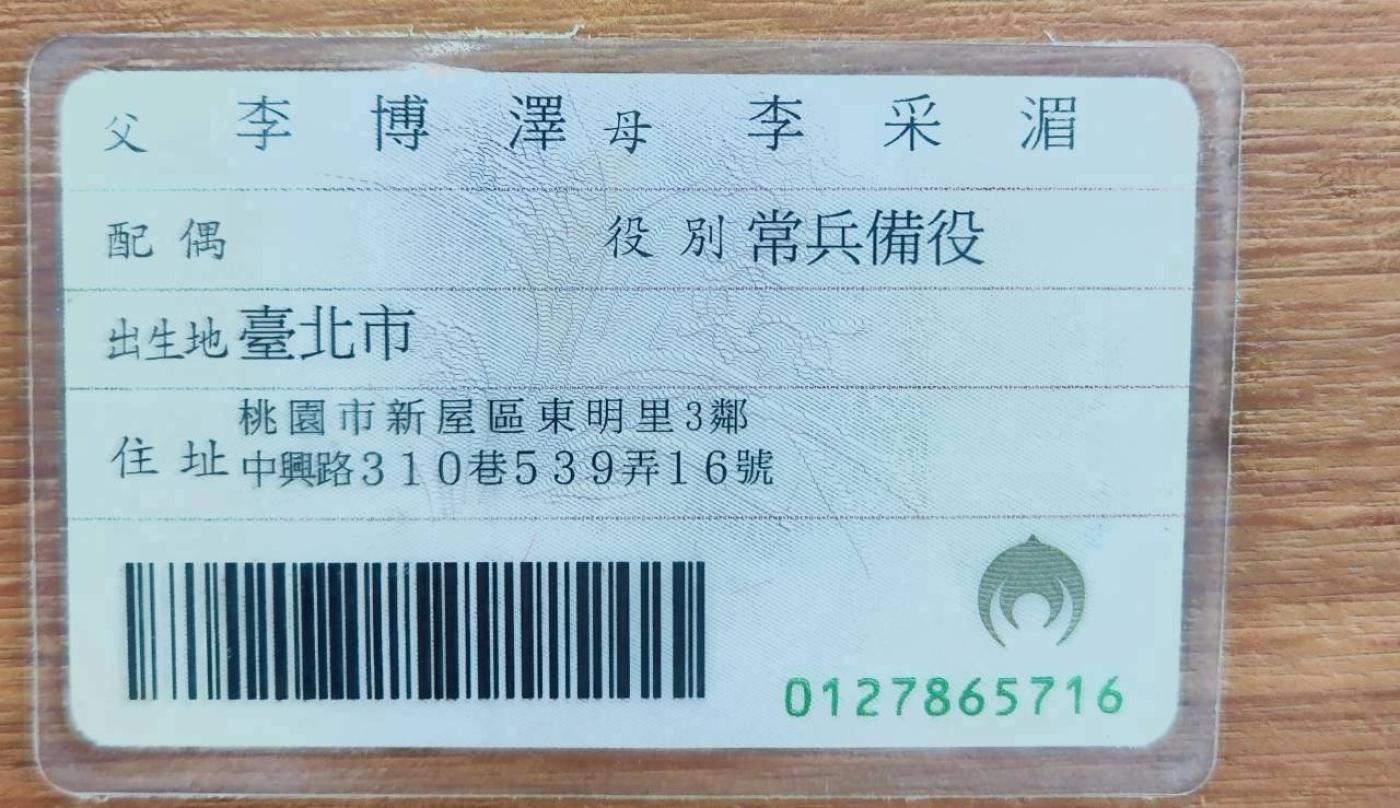 父 李博澤 母 李采湄
配偶 役別 常兵備役
出生地 臺北市
住址 桃園市新屋區東明里3鄰
中興路310巷539弄16號
0127865716